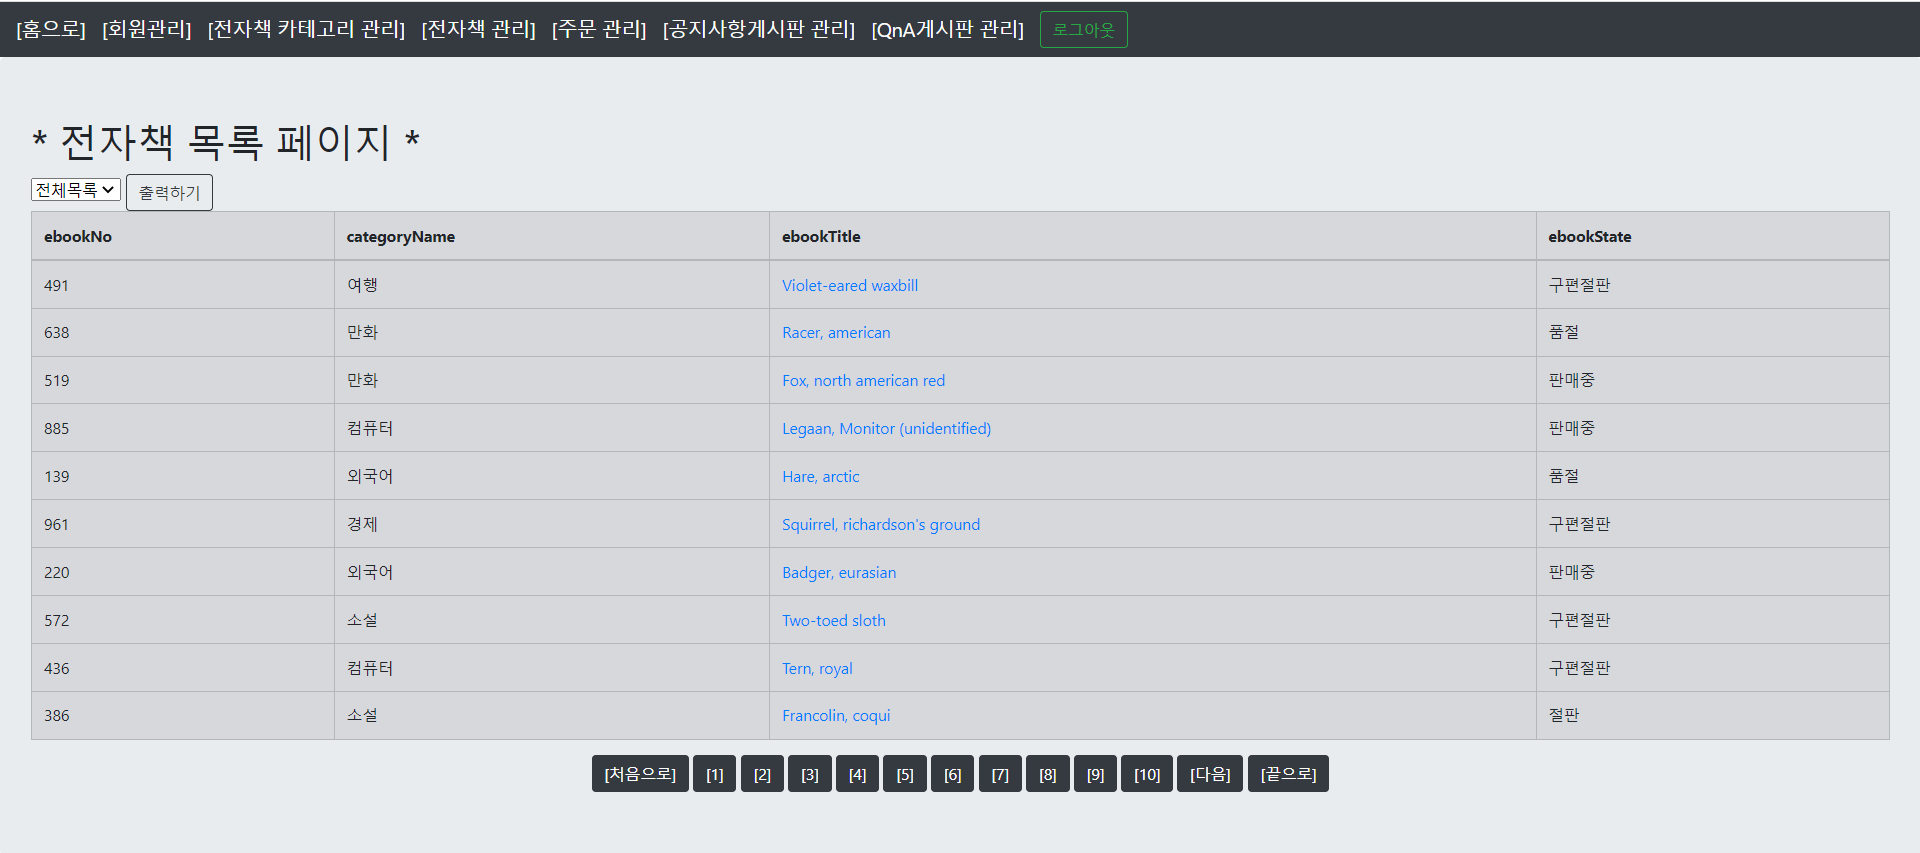 [홈으로] [회원관리] [전자책 카테고리 관리] [전자책 관리] [주문 관리] [공지사항게시판 관리] [QnA게시판 관리] 로그아웃
* 전자책 목록 페이지 *
전체목록 출력하기
ebookNo categoryName ebookTitle ebookState
491 여행 Violet-eared waxbill 구편절판
638 만화 Racer, american 품절
519 만화 Fox, north american red 판매중
885 컴퓨터 Legaan, Monitor (unidentified) 판매중
139 외국어 Hare, arctic 품절
961 경제 Squirrel, richardson's ground 구편절판
220 외국어 Badger, eurasian 판매중
572 소설 Two-toed sloth 구편절판
436 컴퓨터 Tern, royal 구편절판
386 소설 Francolin, coqui 절판
[처음으로] [1] [2] [3] [4] [5] [6] [7] [8] [9] [10] [다음] [끝으로]